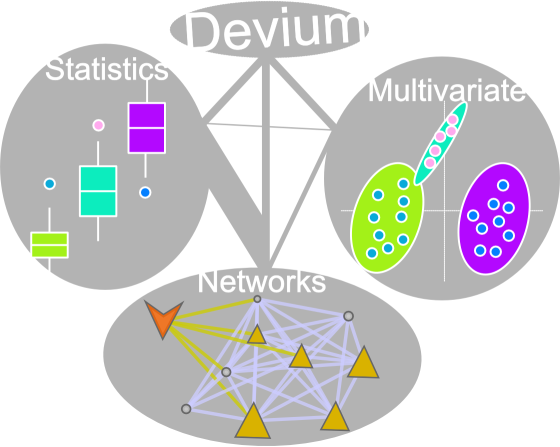 Devium
Statistics
Multivariate
Networks